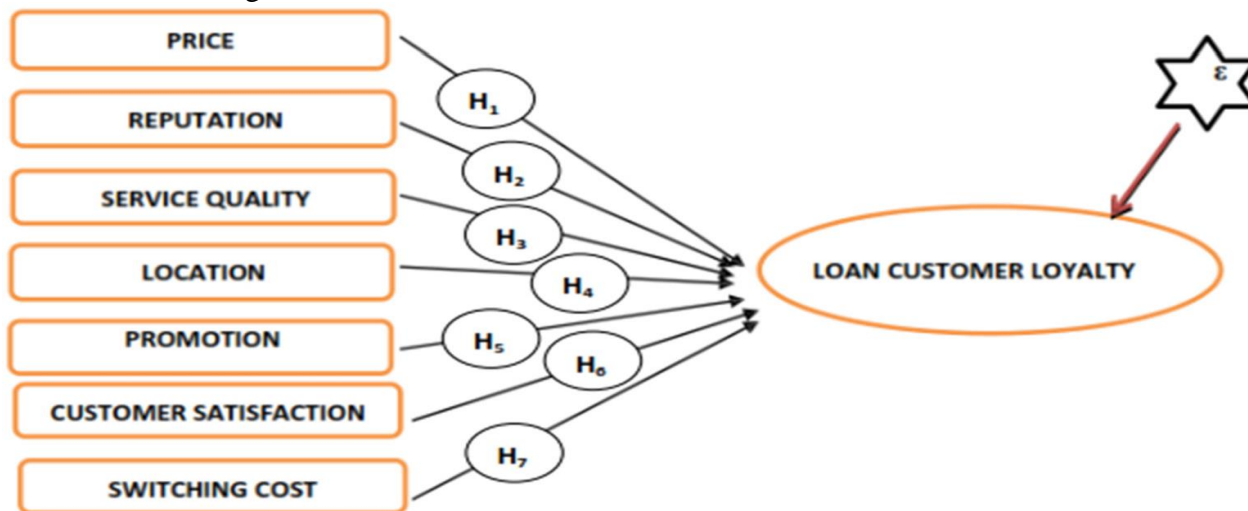 PRICE
H₁
REPUTATION
H₂
SERVICE QUALITY
H₃
LOCATION
H₄
PROMOTION
H₅
CUSTOMER SATISFACTION
H₆
SWITCHING COST
H₇
LOAN CUSTOMER LOYALTY
ε